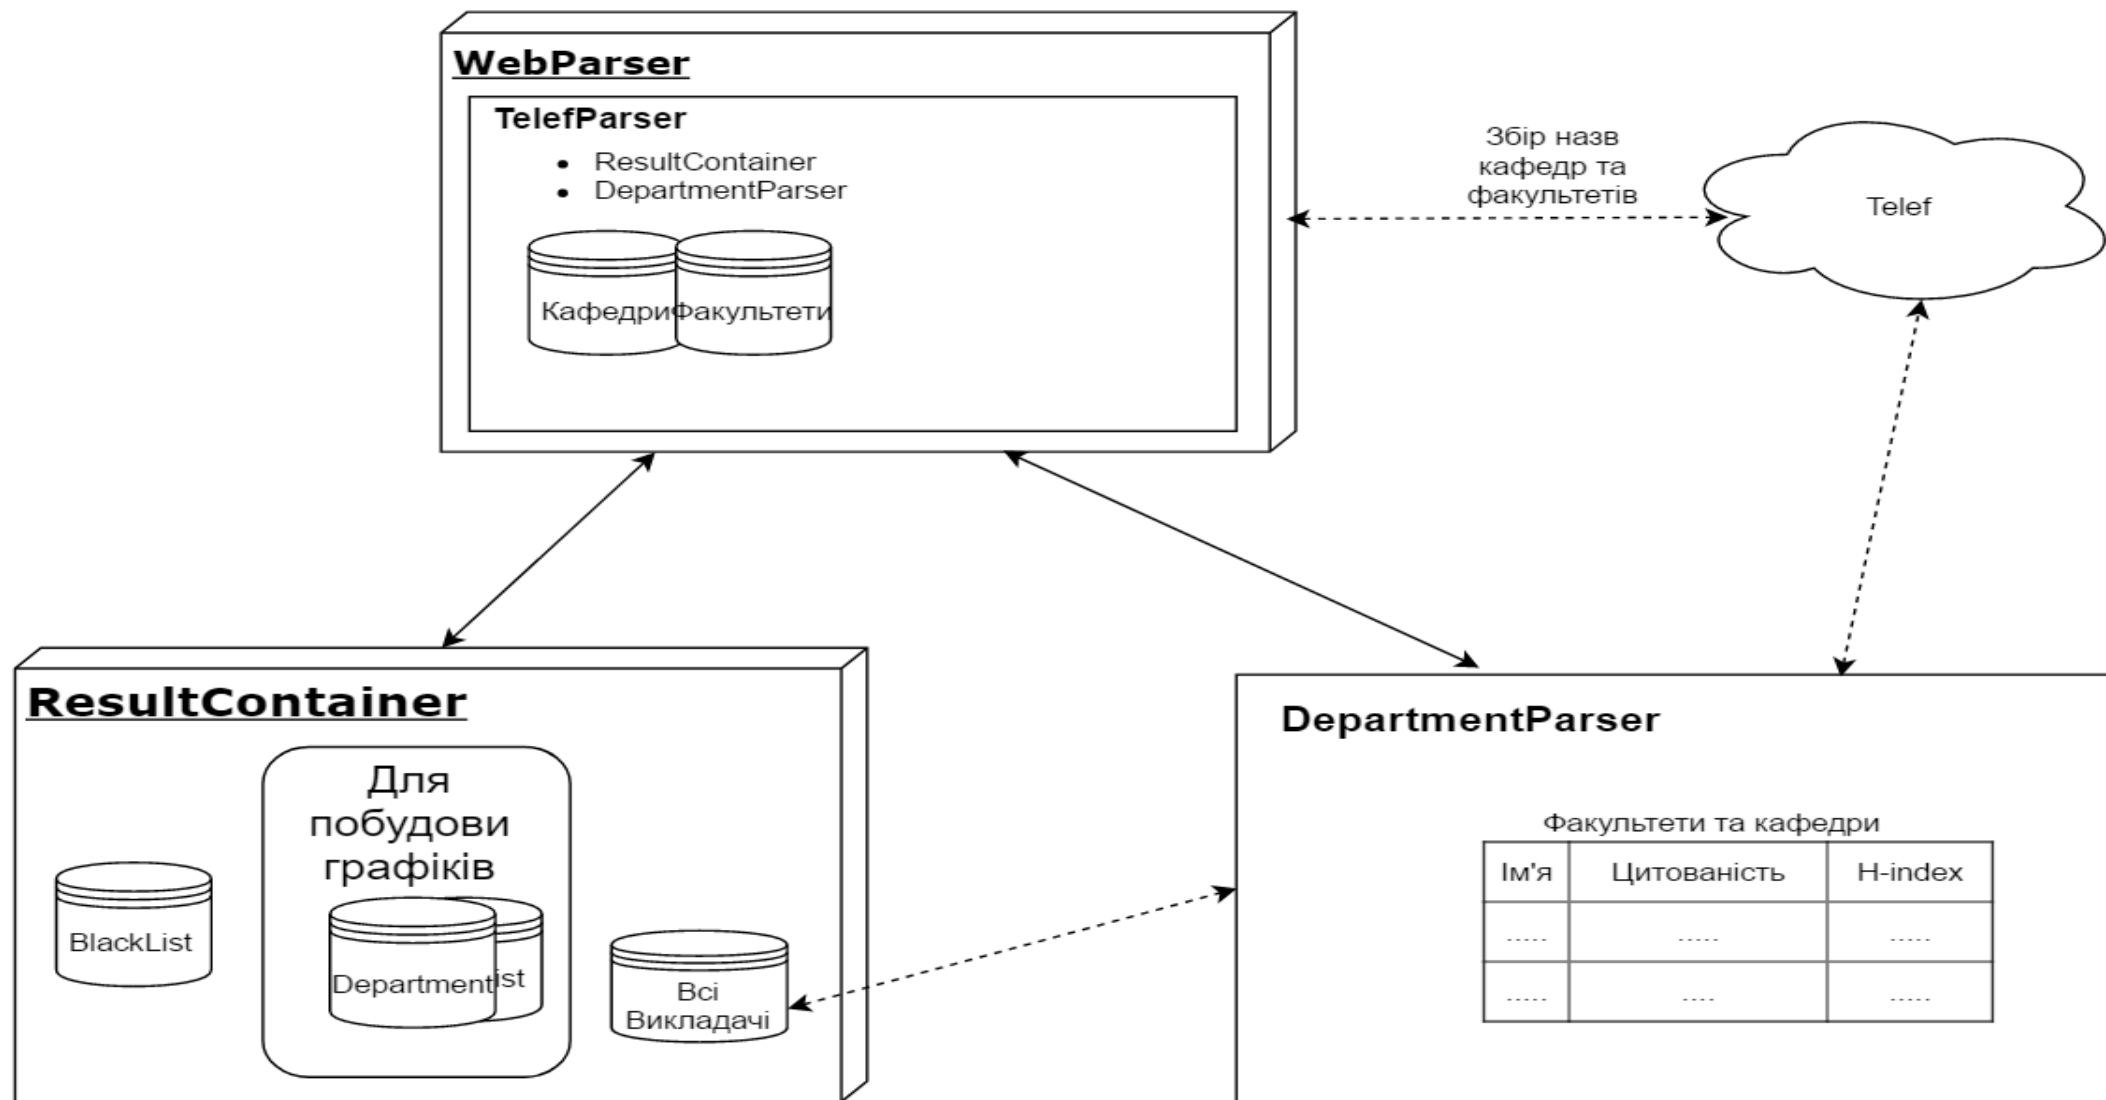 WebParser
TelefParser
ResultContainer
DepartmentParser
Кафедри
Факультети
Збір назв
кафедр та
факультетів
Telef
ResultContainer
Для
побудови
графіків
BlackList
Department
ist
Всі
Викладачі
DepartmentParser
Факультети та кафедри
Ім'я Цитованість H-index
..... ..... .....
..... .... .....